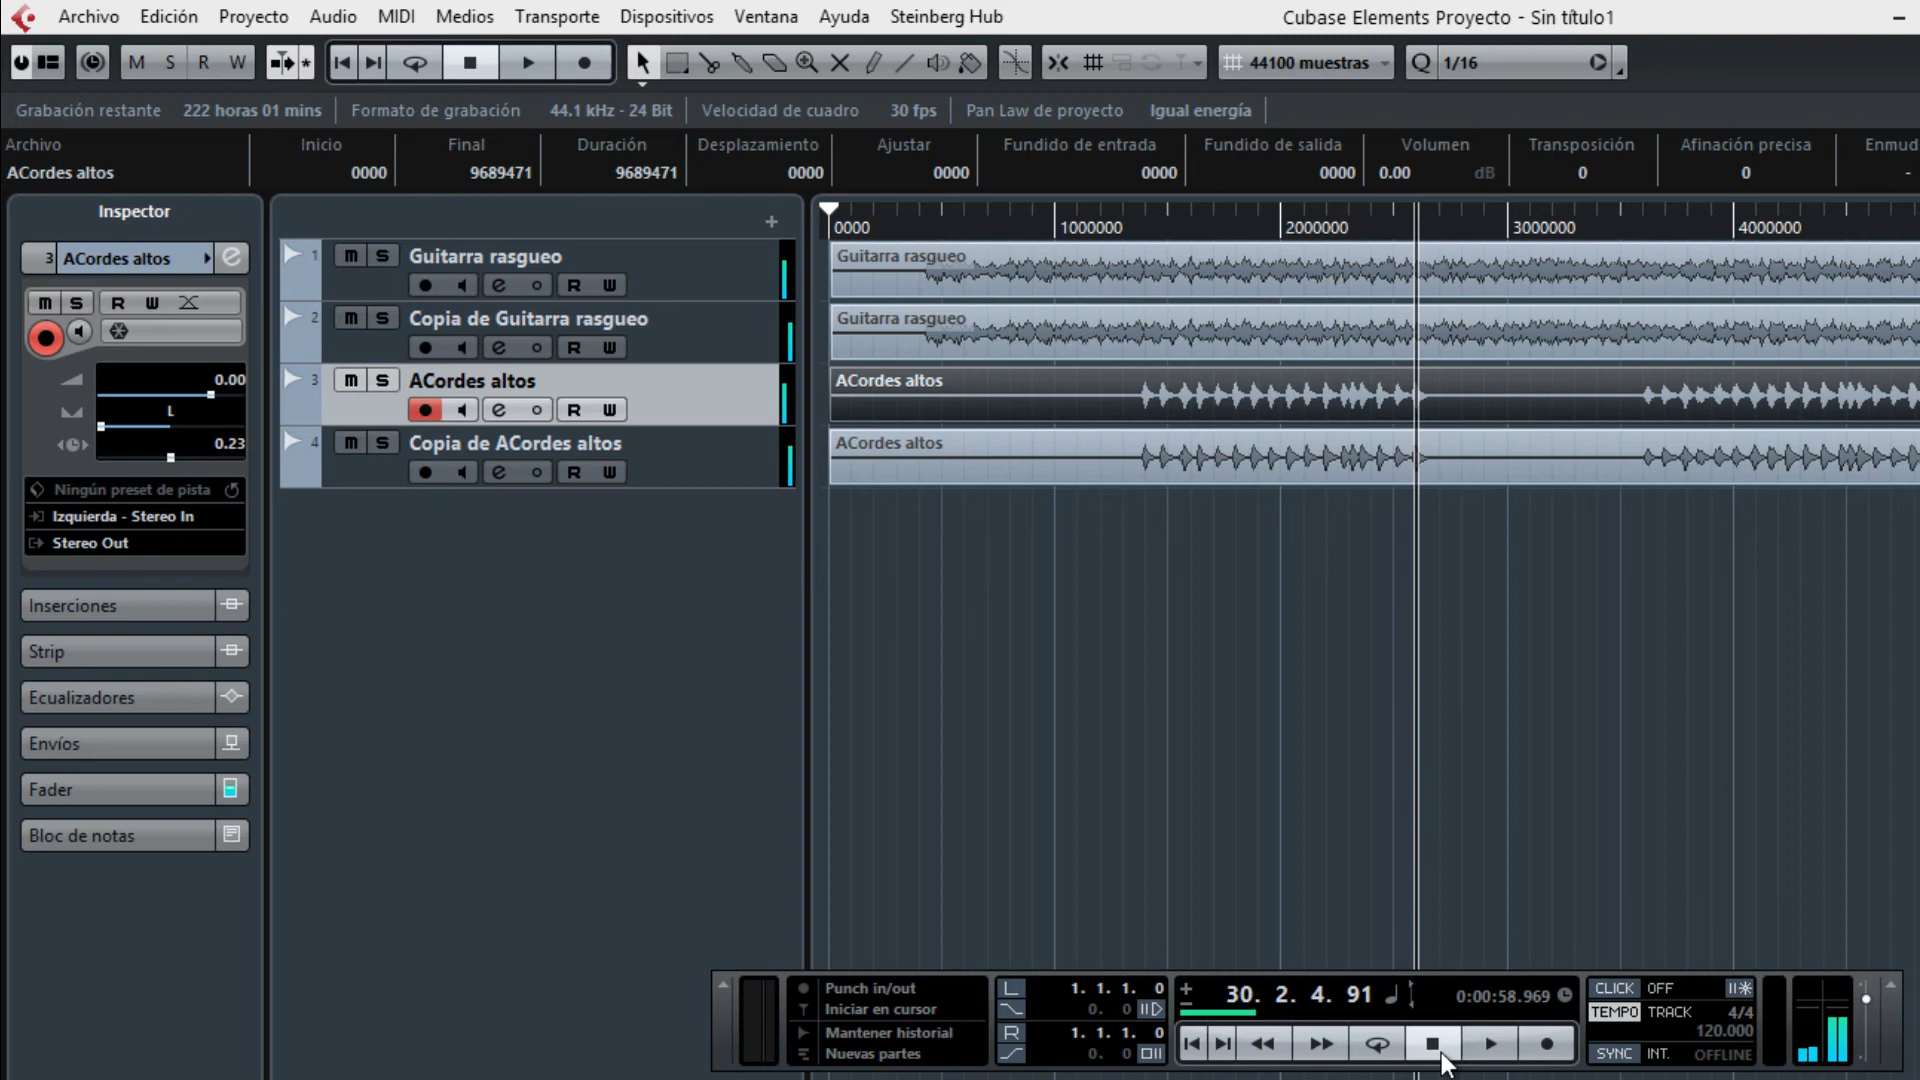 Archivo Edición Proyecto Audio MIDI Medios Transporte Dispositivos Ventana Ayuda Steinberg Hub Cubase Elements Proyecto - Sin título1
M S R W 44100 muestras Q 1/16
Grabación restante 222 horas 01 mins Formato de grabación 44.1 kHz - 24 Bit Velocidad de cuadro 30 fps Pan Law de proyecto Igual energía
Archivo Inicio Final Duración Desplazamiento Ajustar Fundido de entrada Fundido de salida Volumen Transposición Afinación precisa Enmud
ACordes altos 0000 9689471 9689471 0000 0000 0000 0000 0.00 dB 0 0 -
Inspector
0000 1000000 2000000 3000000 4000000
3 ACordes altos e
m S R W
0.00
L
0.23
Ningún preset de pista
Izquierda - Stereo In
Stereo Out
Inserciones
Strip
Ecualizadores
Envíos
Fader
Bloc de notas
1 m S Guitarra rasgueo
e R W
2 m S Copia de Guitarra rasgueo
e R W
3 m S ACordes altos
e R W
4 m S Copia de ACordes altos
e R W
Guitarra rasgueo
Guitarra rasgueo
ACordes altos
ACordes altos
Punch in/out
Iniciar en cursor
Mantener historial
Nuevas partes
L 1. 1. 1. 0
0. 0
R 1. 1. 1. 0
0. 0
30. 2. 4. 91 0:00:58.969
CLICK OFF
TEMPO TRACK 4/4
120.000
SYNC INT. OFFLINE